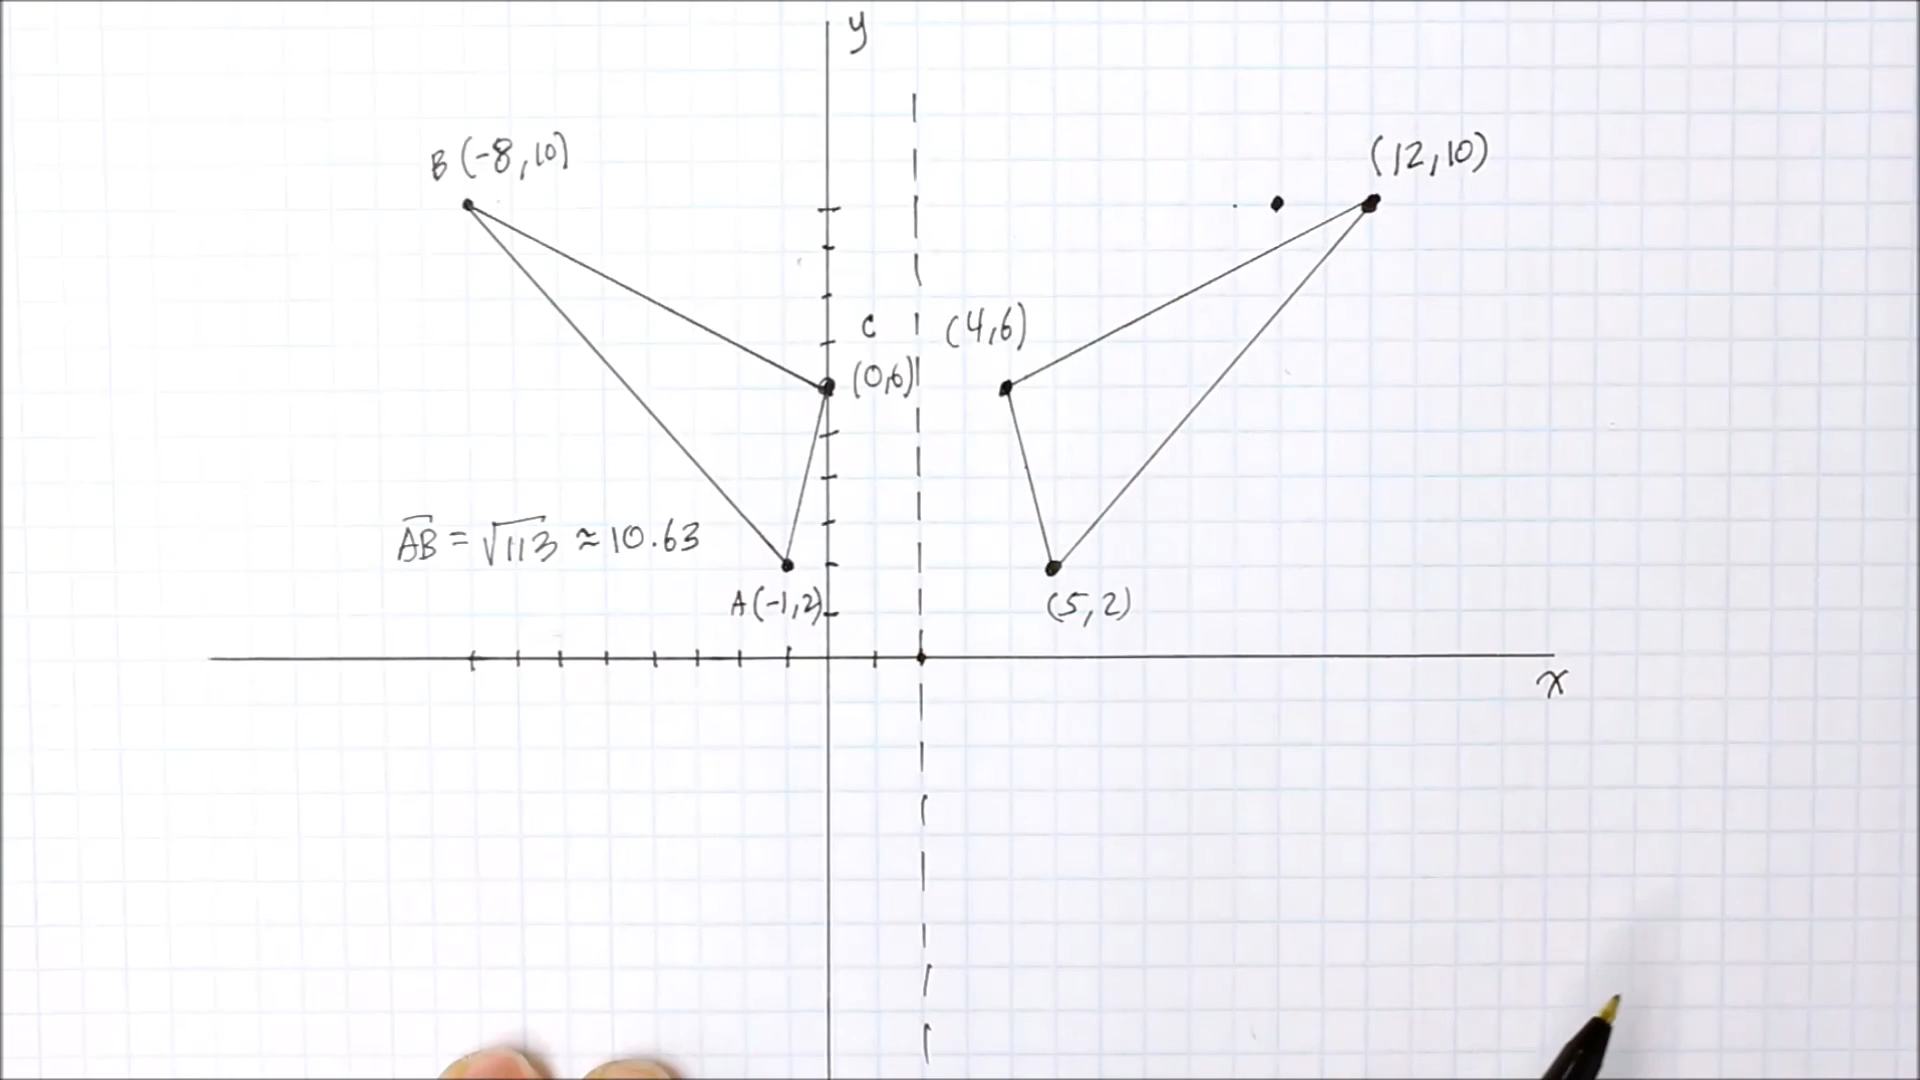 y
B (-8,10)
(12,10)
C
(4,6)
(0,6)
AB = √113 ≈ 10.63
A (-1,2)
(5,2)
x